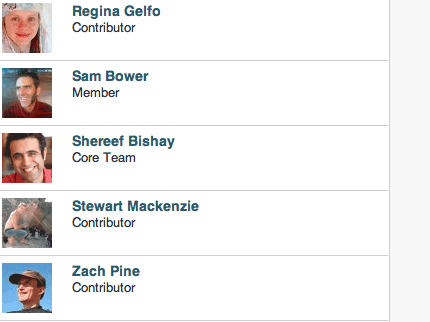 Regina Gelfo
Contributor
Sam Bower
Member
Shereef Bishay
Core Team
Stewart Mackenzie
Contributor
Zach Pine
Contributor